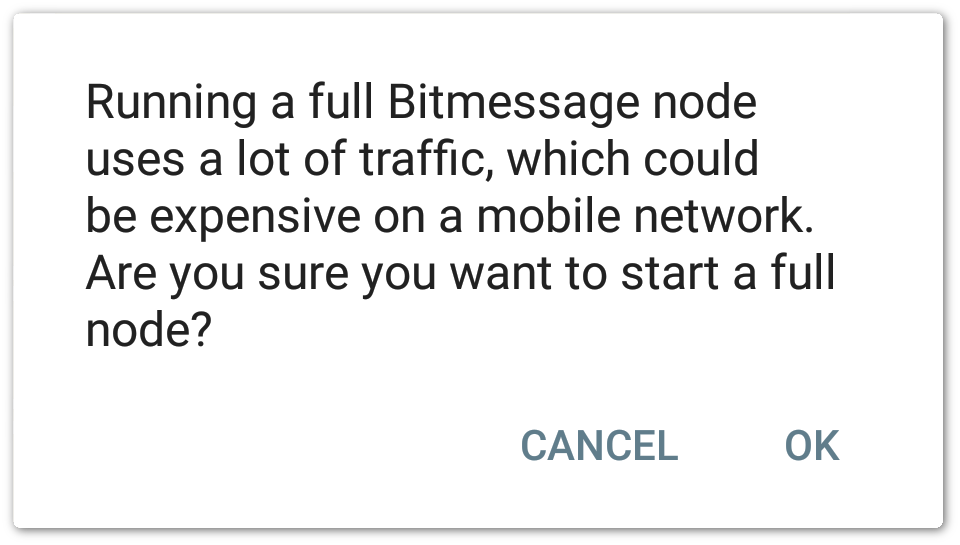 Running a full Bitmessage node
uses a lot of traffic, which could
be expensive on a mobile network.
Are you sure you want to start a full
node?
CANCEL OK